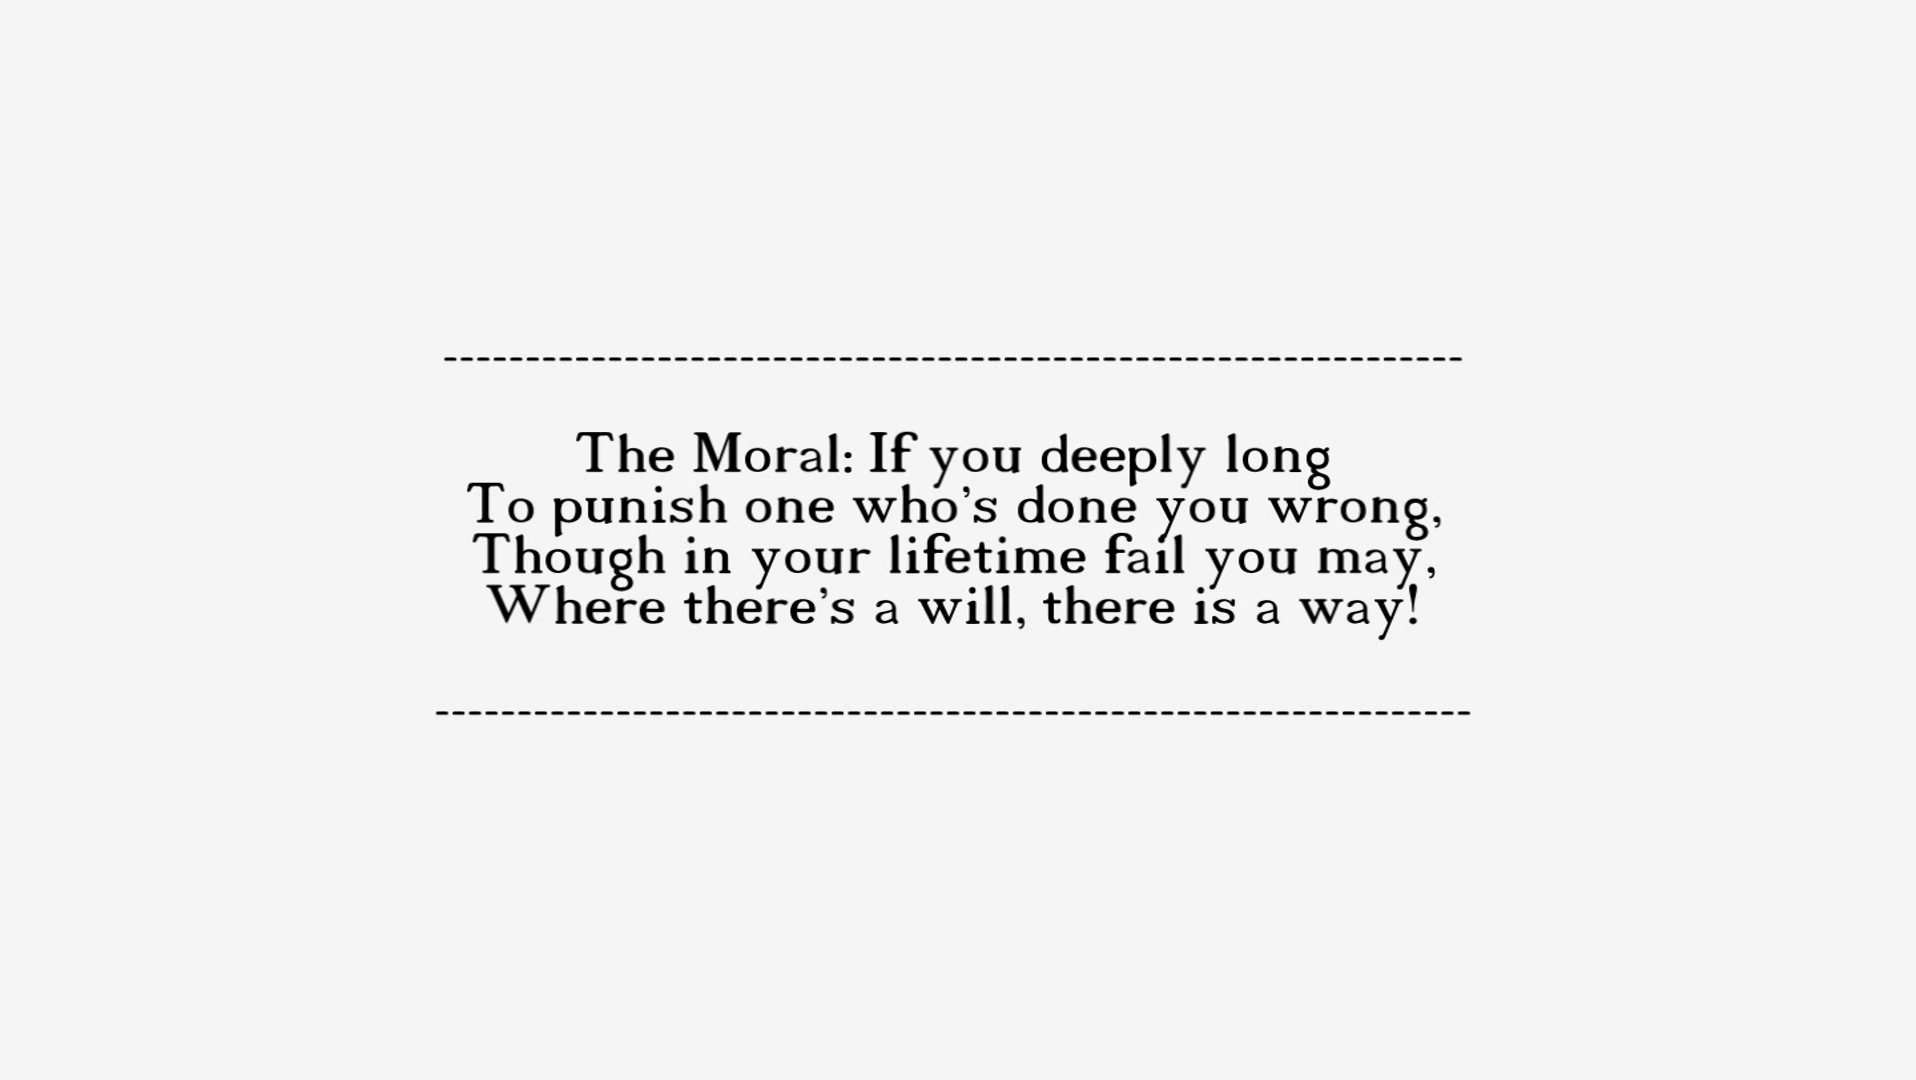 The Moral: If you deeply long
To punish one who's done you wrong,
Though in your lifetime fail you may,
Where there's a will, there is a way!